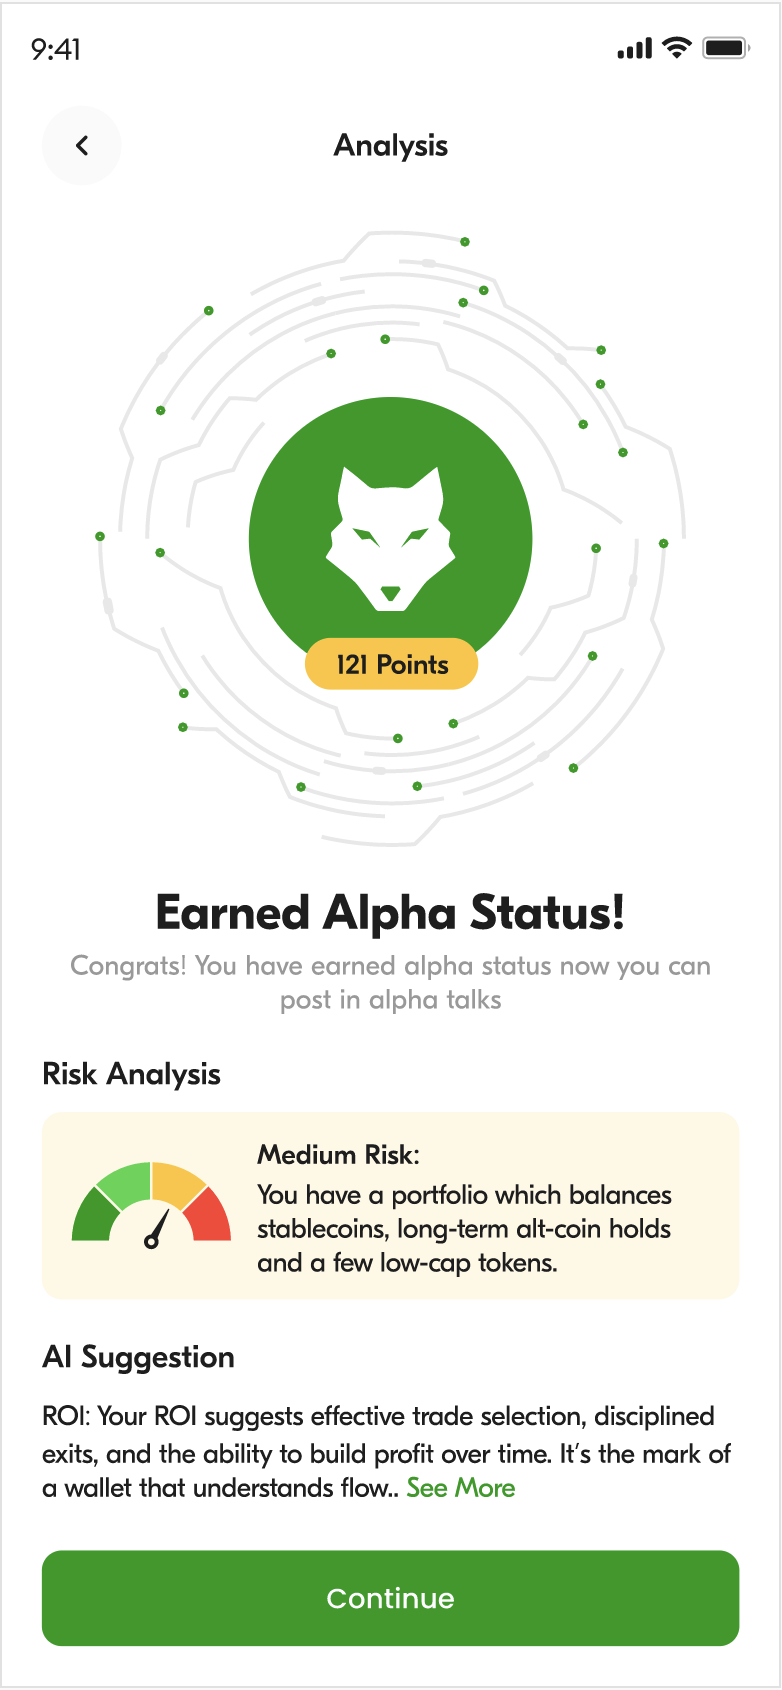 9:41
Analysis
121 Points
Earned Alpha Status!
Congrats! You have earned alpha status now you can
post in alpha talks
Risk Analysis
Medium Risk:
You have a portfolio which balances
stablecoins, long-term alt-coin holds
and a few low-cap tokens.
AI Suggestion
ROI: Your ROI suggests effective trade selection, disciplined
exits, and the ability to build profit over time. It’s the mark of
a wallet that understands flow.. See More
Continue